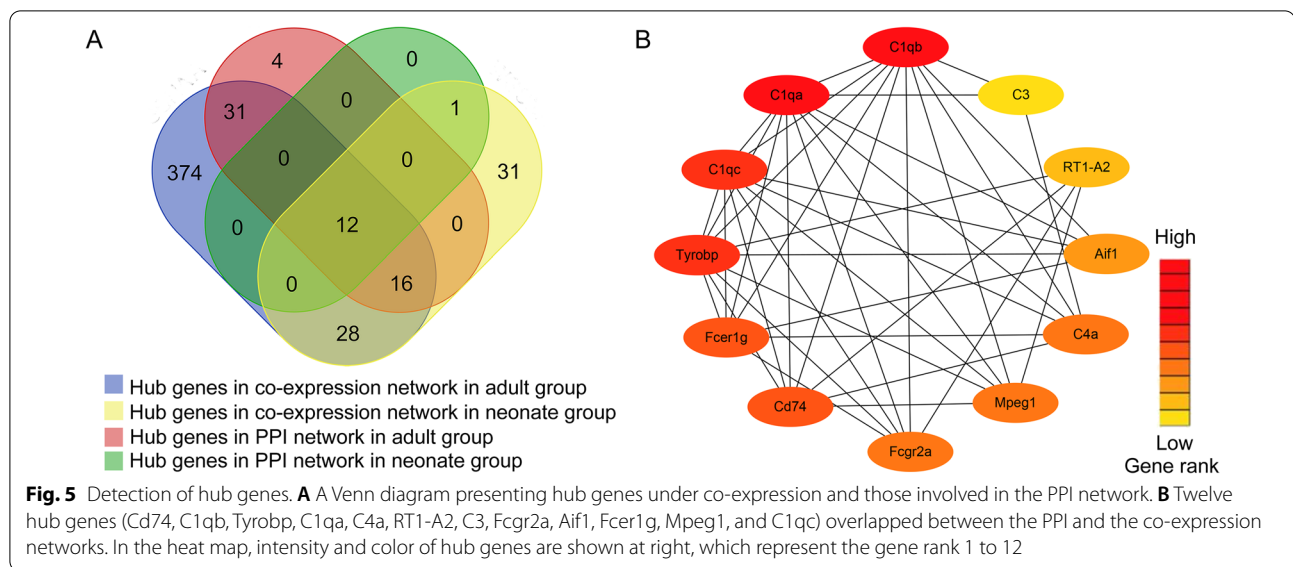 A
B
4
0
31
0
1
374
0
0
31
0
12
0
0
16
28
Hub genes in co-expression network in adult group
Hub genes in co-expression network in neonate group
Hub genes in PPI network in adult group
Hub genes in PPI network in neonate group
C1qb
C1qa
C3
C1qc
RT1-A2
Tyrobp
Aif1
Fcer1g
C4a
Cd74
Mpeg1
Fcgr2a
High
Low
Gene rank
Fig. 5 Detection of hub genes. A A Venn diagram presenting hub genes under co-expression and those involved in the PPI network. B Twelve
hub genes (Cd74, C1qb, Tyrobp, C1qa, C4a, RT1-A2, C3, Fcgr2a, Aif1, Fcer1g, Mpeg1, and C1qc) overlapped between the PPI and the co-expression
networks. In the heat map, intensity and color of hub genes are shown at right, which represent the gene rank 1 to 12